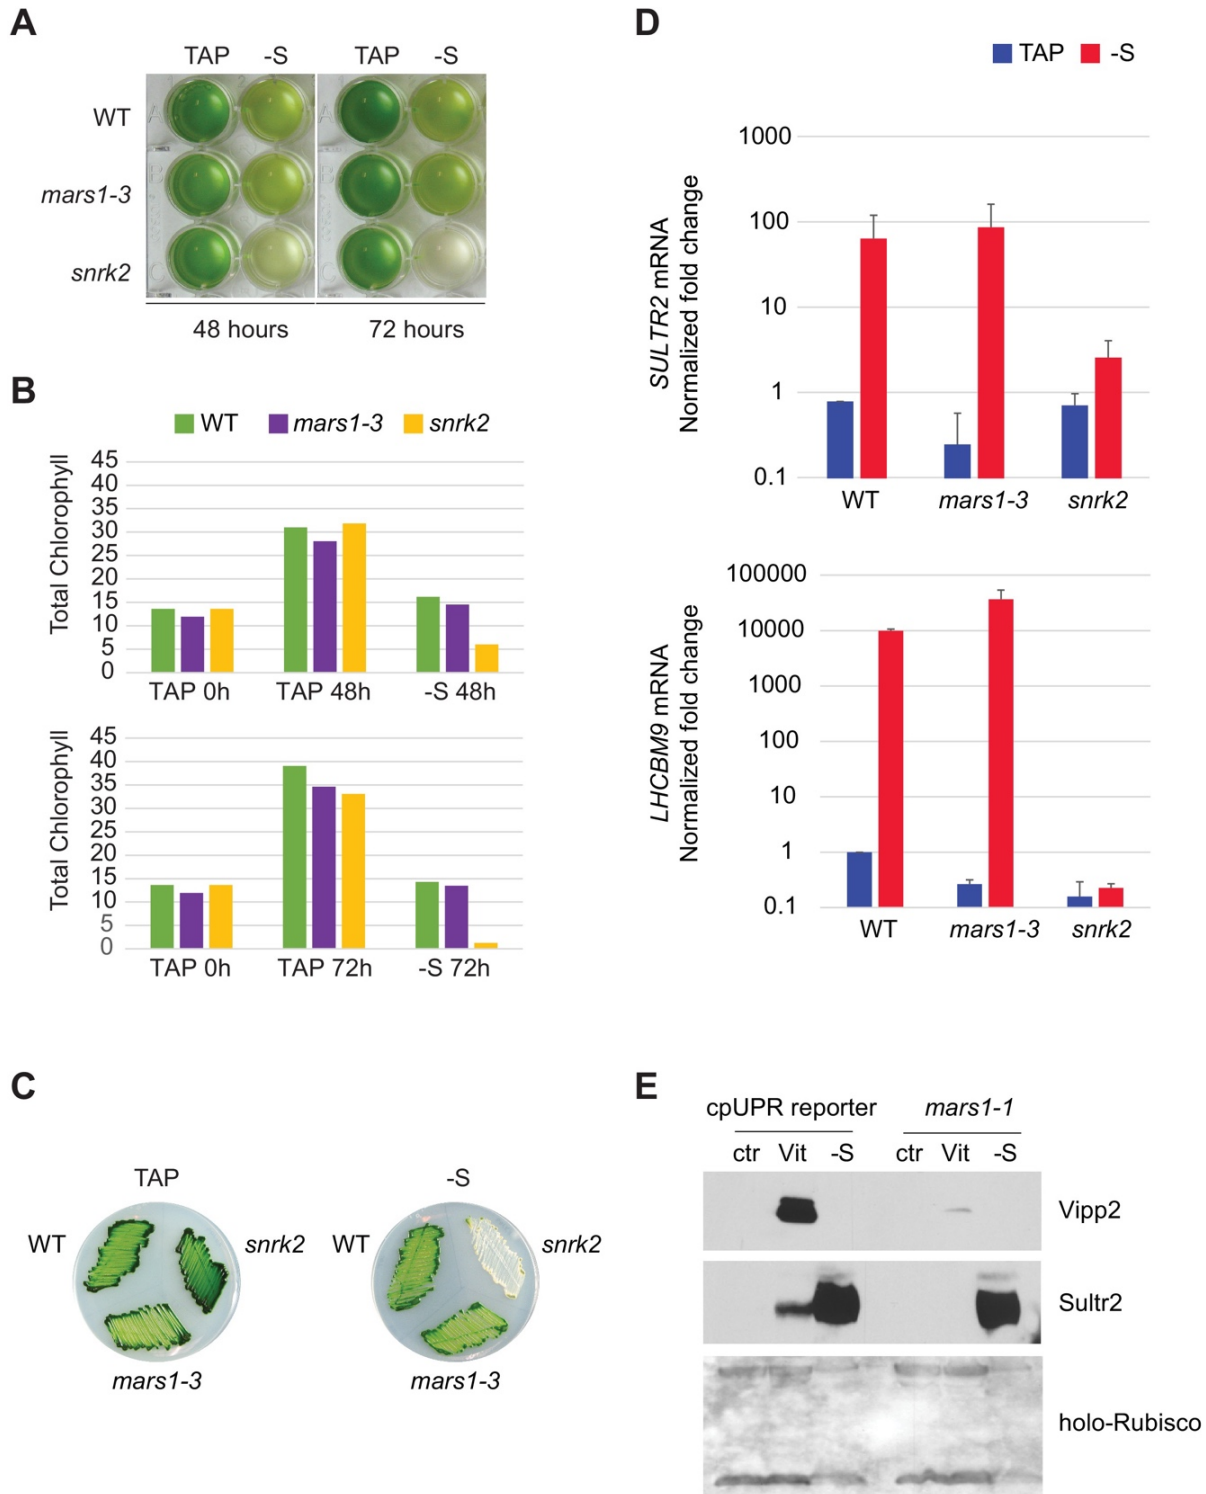 A
TAP -S TAP -S
WT
mars1-3
snrk2
48 hours 72 hours
B
WT mars1-3 snrk2
Total Chlorophyll
45
40
35
30
25
20
15
10
5
0
TAP 0h TAP 48h -S 48h
Total Chlorophyll
45
40
35
30
25
20
15
10
5
0
TAP 0h TAP 72h -S 72h
C
TAP
WT
snrk2
mars1-3
-S
WT
snrk2
mars1-3
D
TAP -S
SULTR2 mRNA
Normalized fold change
1000
100
10
1
0.1
WT mars1-3 snrk2
LHCBM9 mRNA
Normalized fold change
100000
10000
1000
100
10
1
0.1
WT mars1-3 snrk2
E
cpUPR reporter mars1-1
ctr Vit -S ctr Vit -S
Vipp2
Sultr2
holo-Rubisco